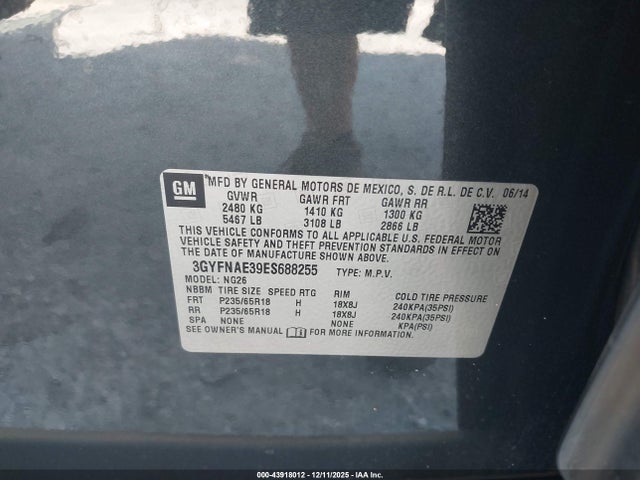 GM MFD BY GENERAL MOTORS DE MEXICO, S. DE R.L. DE C.V. 06/14
GVWR GAWR FRT GAWR RR
2480 KG 1410 KG 1300 KG
5467 LB 3108 LB 2866 LB
THIS VEHICLE CONFORMS TO ALL APPLICABLE U.S. FEDERAL MOTOR
VEHICLE SAFETY AND THEFT PREVENTION STANDARDS IN EFFECT ON
THE DATE OF MANUFACTURE SHOWN ABOVE.
3GYFNAE39ES688255 TYPE: M.P.V.
MODEL: NG26
NBBM TIRE SIZE SPEED RTG RIM COLD TIRE PRESSURE
FRT P235/65R18 H 18X8J 240KPA(35PSI)
RR P235/65R18 H 18X8J 240KPA(35PSI)
SPA NONE NONE KPA(PSI)
SEE OWNER'S MANUAL FOR MORE INFORMATION.
000-43918012 - 12/11/2025 - IAAI, Inc.